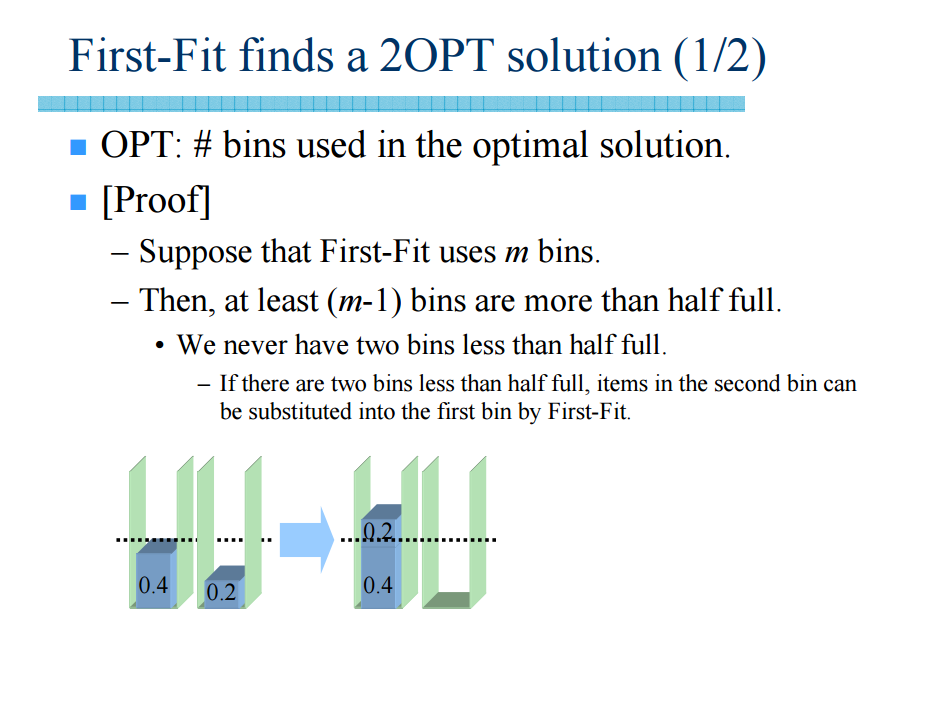 First-Fit finds a 2OPT solution (1/2)
OPT: # bins used in the optimal solution.
[Proof]
– Suppose that First-Fit uses m bins.
– Then, at least (m-1) bins are more than half full.
• We never have two bins less than half full.
– If there are two bins less than half full, items in the second bin can
be substituted into the first bin by First-Fit.
0.2
0.4
0.2
0.4